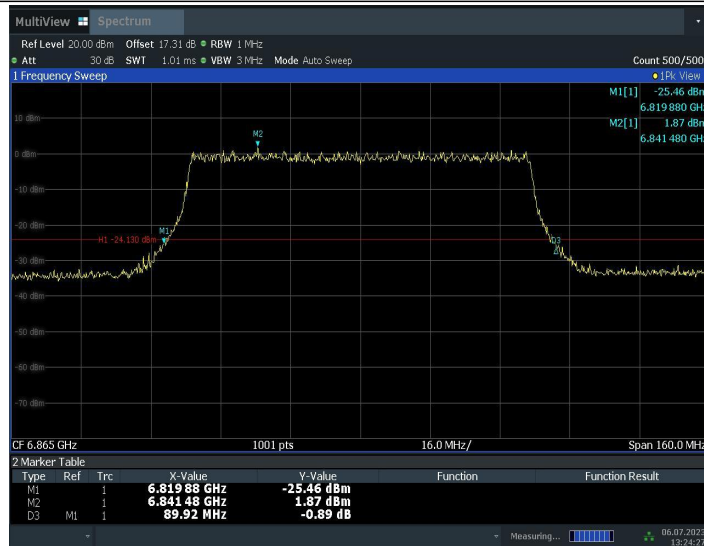 MultiView Spectrum
Ref Level 20.00 dBm Offset 17.31 dB RBW 1 MHz
Att 30 dB SWT 1.01 ms VBW 3 MHz Mode Auto Sweep Count 500/500
1 Frequency Sweep 1Pk View
M1[1] -25.46 dBm
6.819 880 GHz
M2[1] 1.87 dBm
6.841 480 GHz
10 dBm
M2
0 dBm
-10 dBm
-20 dBm
M1
H1 -24.130 dBm
D3
-30 dBm
-40 dBm
-50 dBm
-60 dBm
-70 dBm
CF 6.865 GHz 1001 pts 16.0 MHz/ Span 160.0 MHz
2 Marker Table
Type Ref Trc X-Value Y-Value Function Function Result
M1 1 6.819 88 GHz -25.46 dBm
M2 1 6.841 48 GHz 1.87 dBm
D3 M1 1 89.92 MHz -0.89 dB
Measuring... 06.07.2023
13:24:27